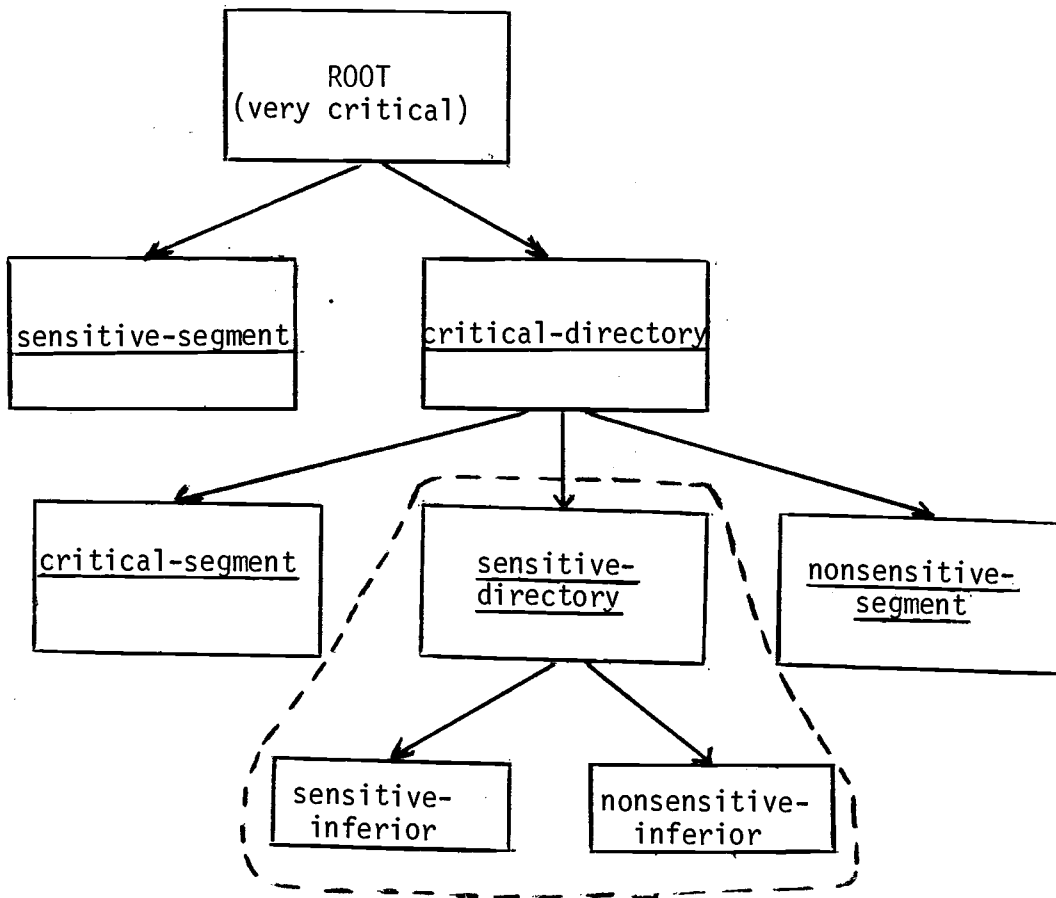 ROOT
(very critical)
sensitive-segment
critical-directory
critical-segment
sensitive-
directory
nonsensitive-
segment
sensitive-
inferior
nonsensitive-
inferior